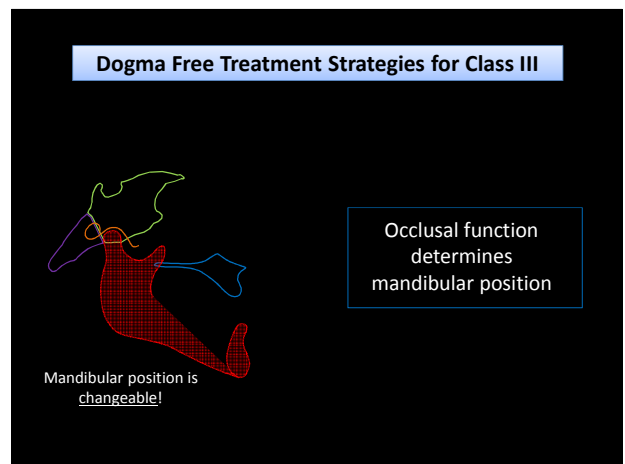 Dogma Free Treatment Strategies for Class III
Occlusal function
determines
mandibular position
Mandibular position is
changeable!